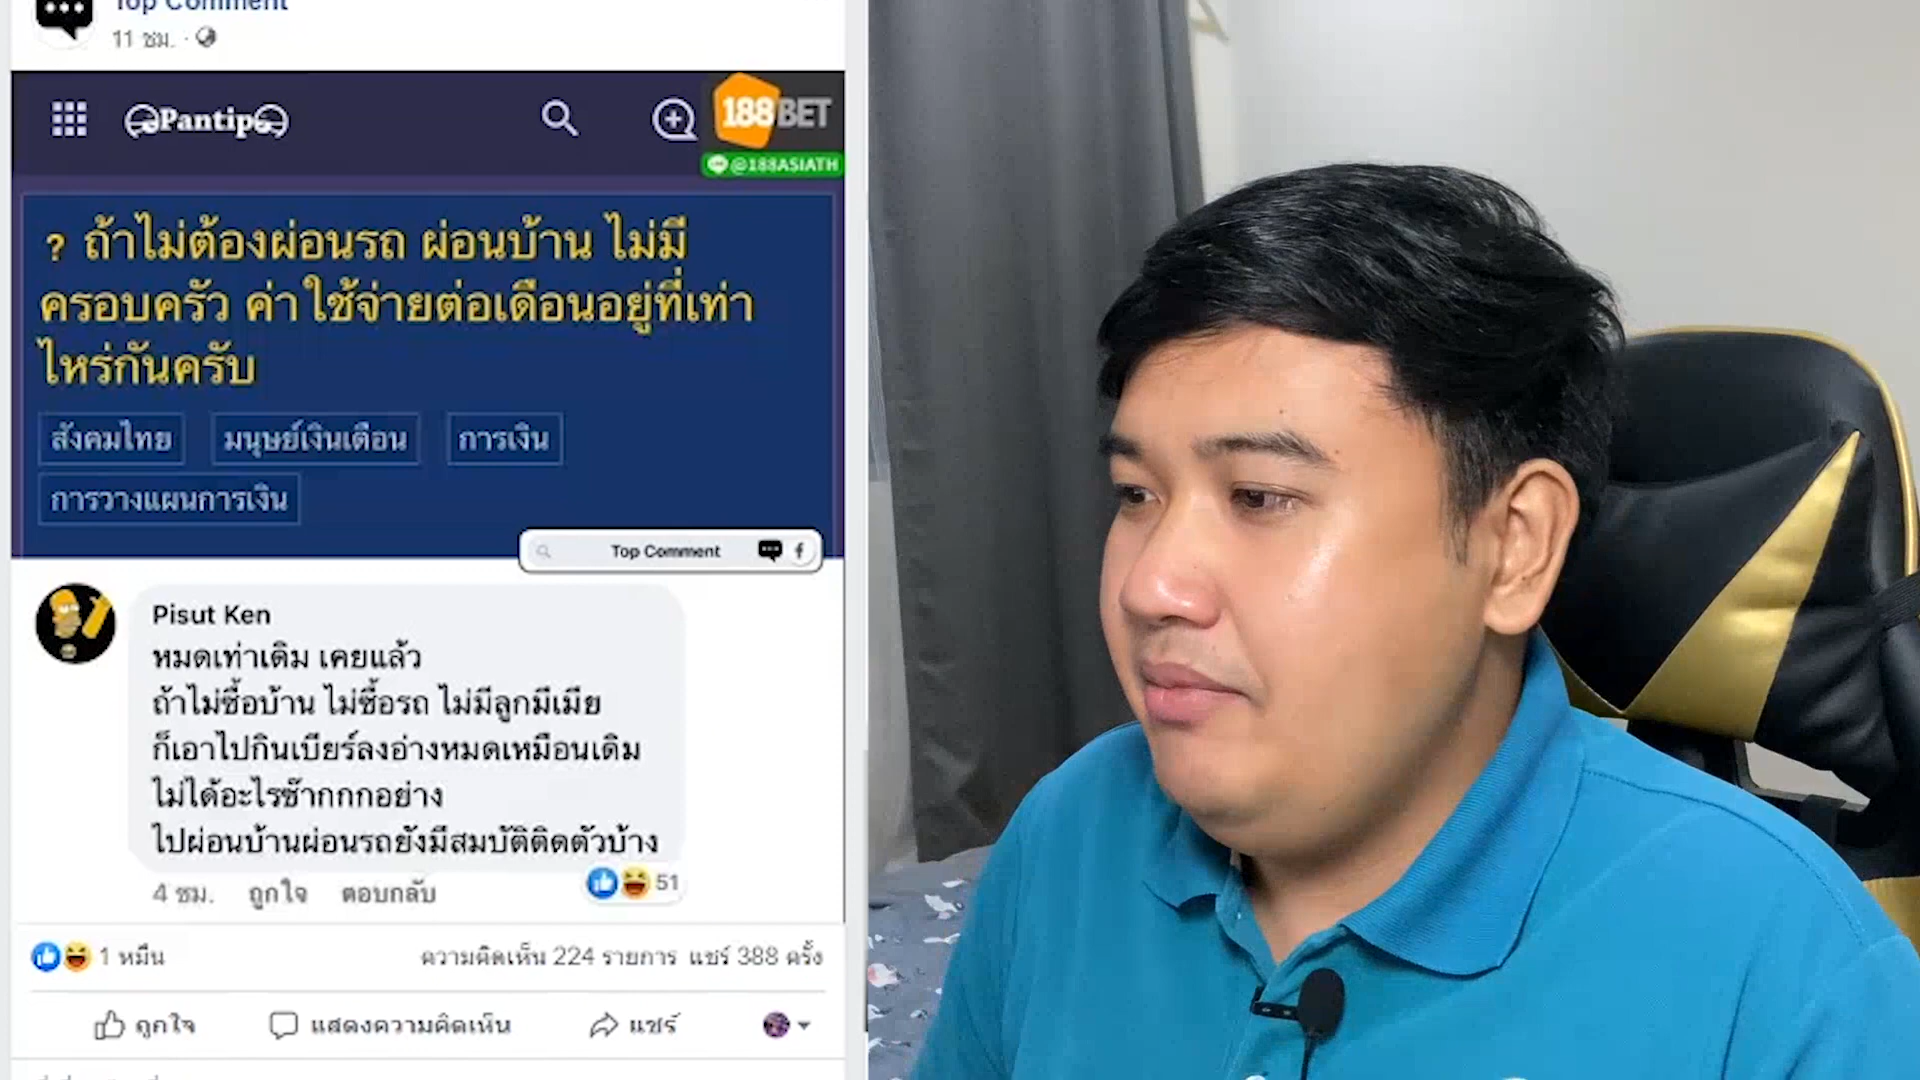 Top Comment
11 ชม.
Pantip
188BET
@188ASIATH
? ถ้าไม่ต้องผ่อนรถ ผ่อนบ้าน ไม่มี
ครอบครัว ค่าใช้จ่ายต่อเดือนอยู่ที่เท่า
ไหร่กันครับ
สังคมไทย มนุษย์เงินเดือน การเงิน
การวางแผนการเงิน
Top Comment
Pisut Ken
หมดเท่าเดิม เคยแล้ว
ถ้าไม่ซื้อบ้าน ไม่ซื้อรถ ไม่มีลูกมีเมีย
ก็เอาไปกินเบียร์ลงอ่างหมดเหมือนเดิม
ไม่ได้อะไรซ๊ากกกอย่าง
ไปผ่อนบ้านผ่อนรถยังมีสมบัติติดตัวบ้าง
4 ชม. ถูกใจ ตอบกลับ 51
1 หมื่น ความคิดเห็น 224 รายการ แชร์ 388 ครั้ง
ถูกใจ แสดงความคิดเห็น แชร์